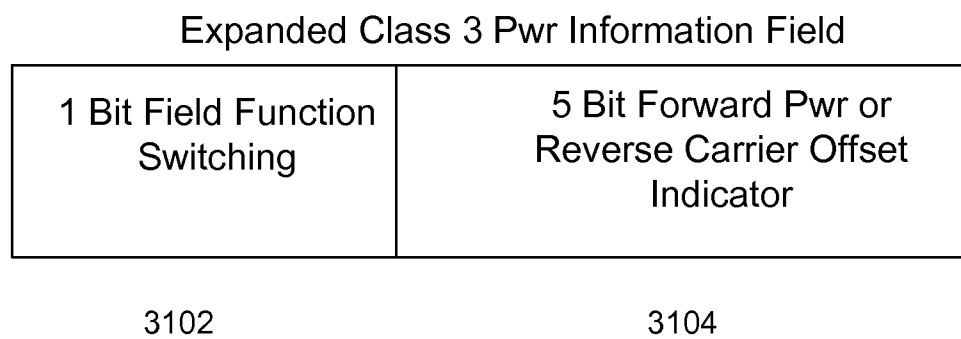 Expanded Class 3 Pwr Information Field
1 Bit Field Function
Switching
5 Bit Forward Pwr or
Reverse Carrier Offset
Indicator
3102
3104